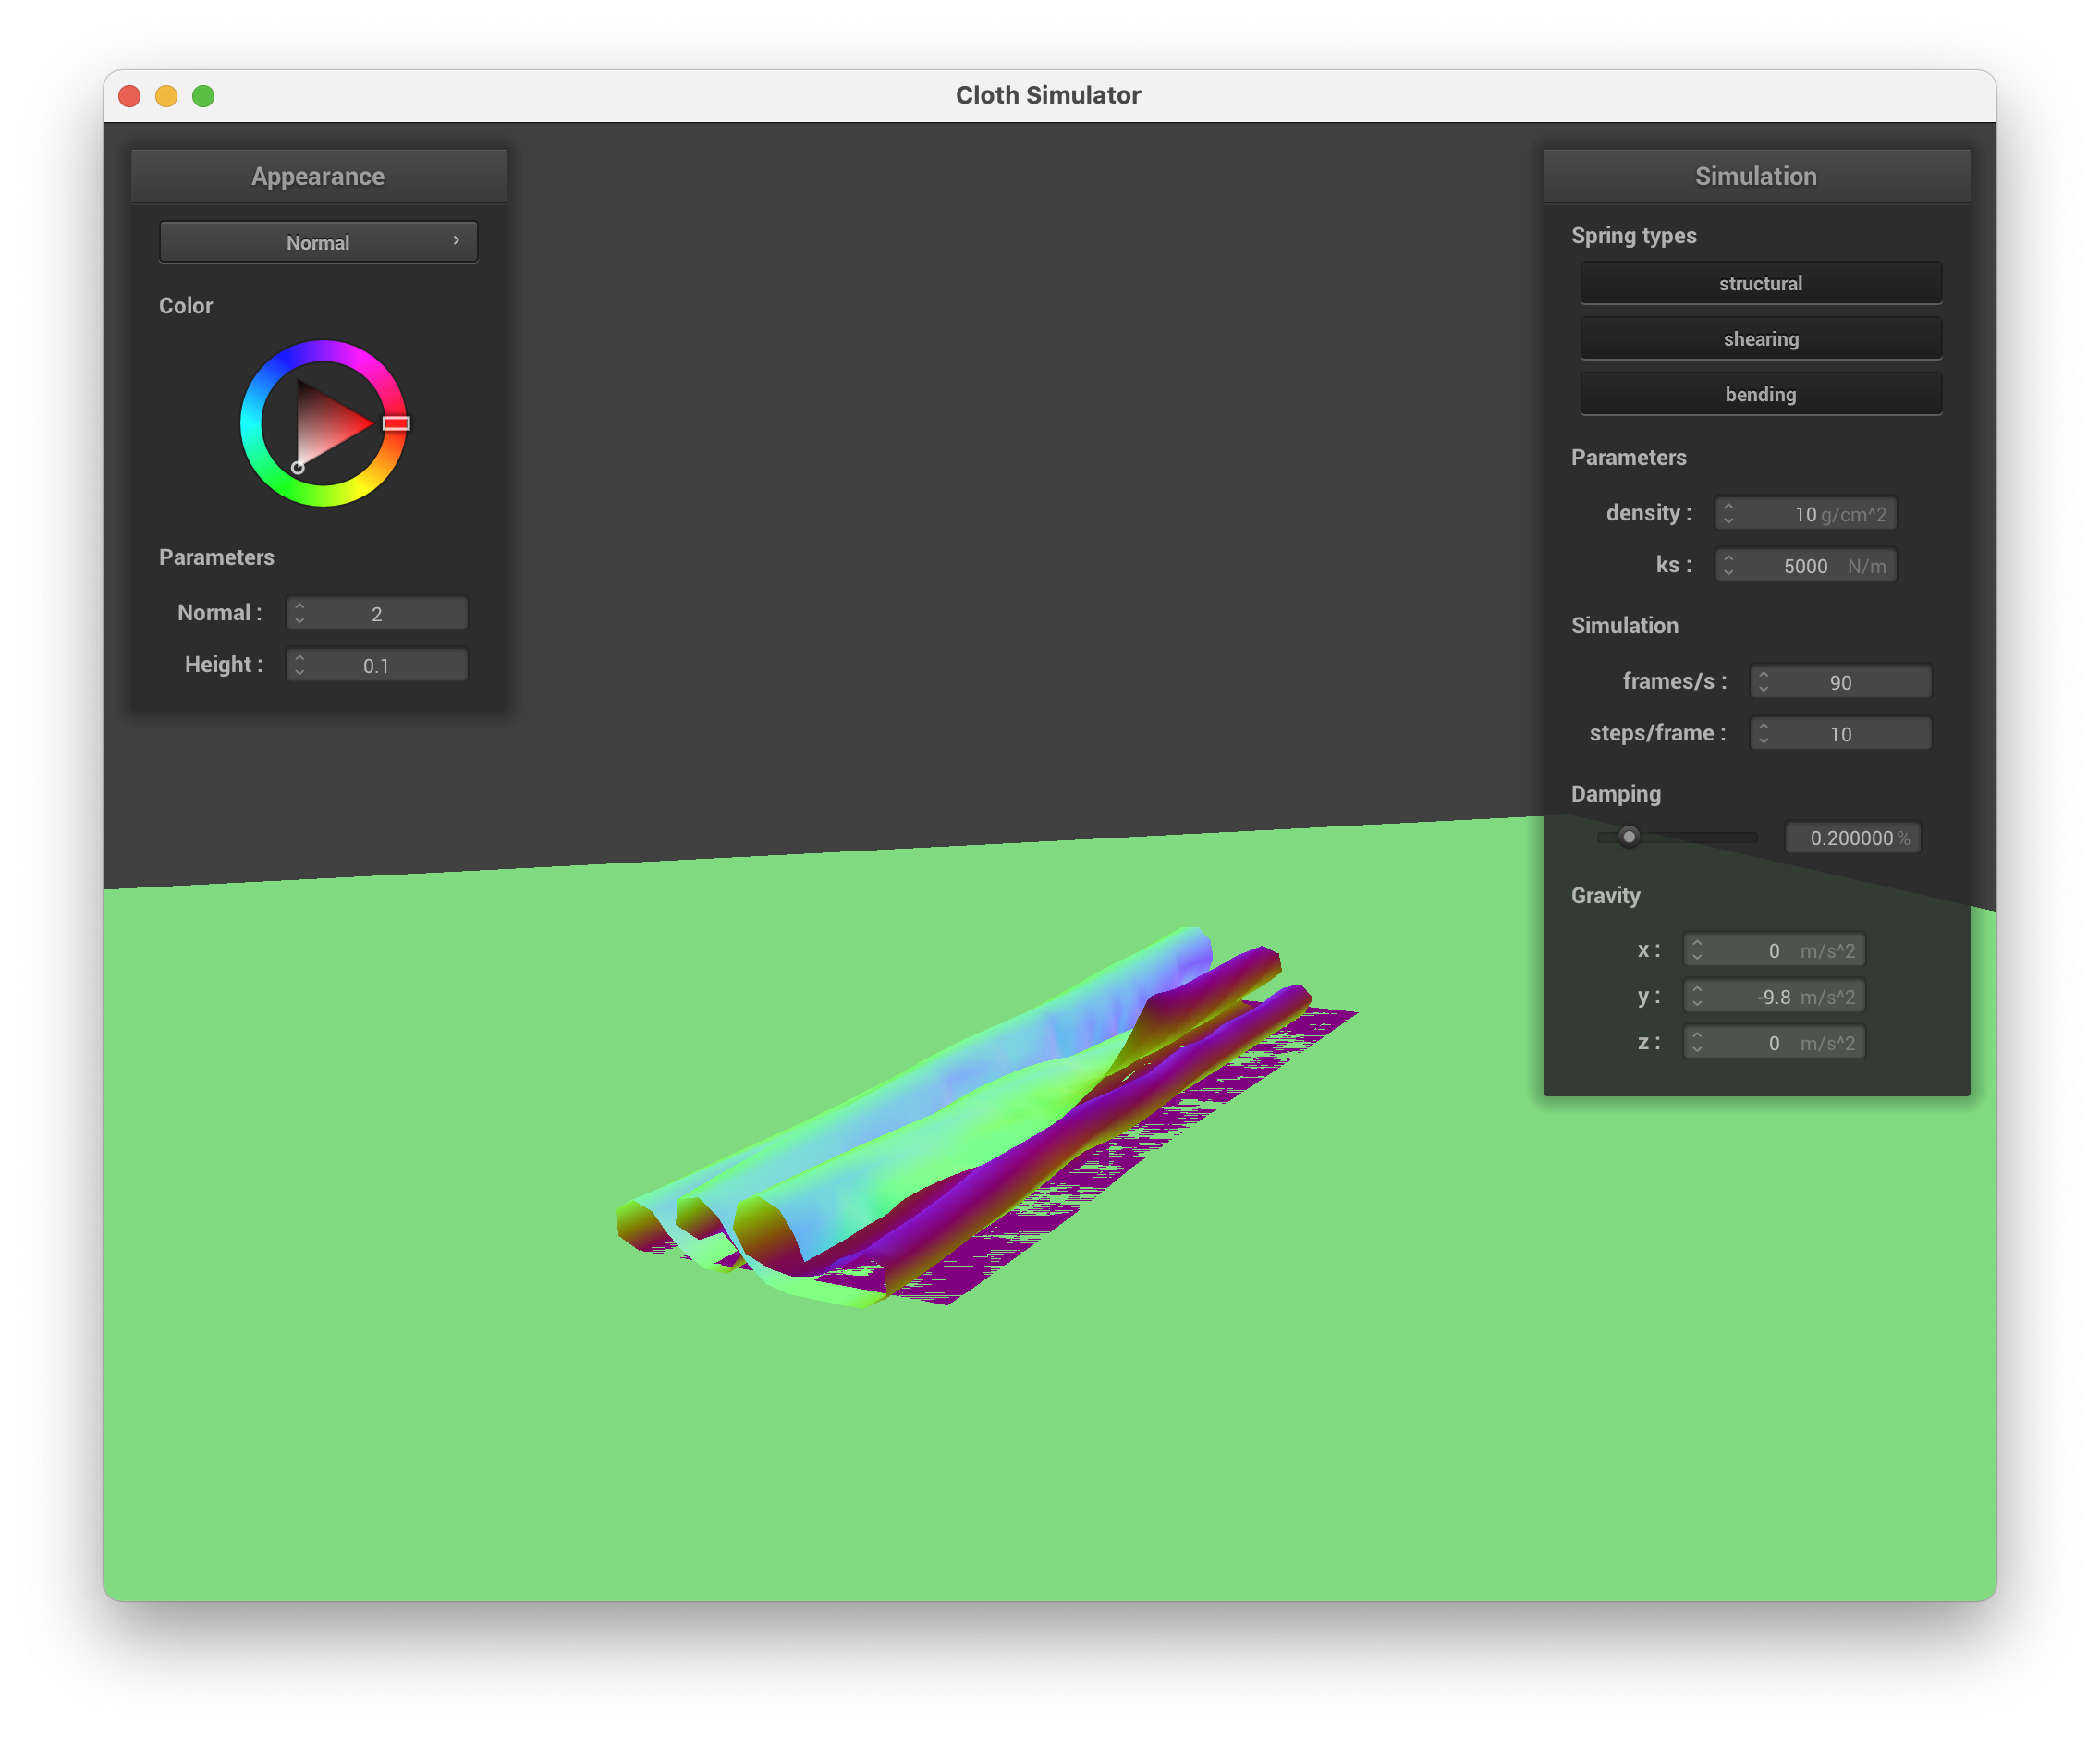 Cloth Simulator
Appearance
Normal
Color
Parameters
Normal : 2
Height : 0.1
Simulation
Spring types
structural
shearing
bending
Parameters
density : 10 g/cm^2
ks : 5000 N/m
Simulation
frames/s : 90
steps/frame : 10
Damping
0.200000 %
Gravity
x : 0 m/s^2
y : -9.8 m/s^2
z : 0 m/s^2